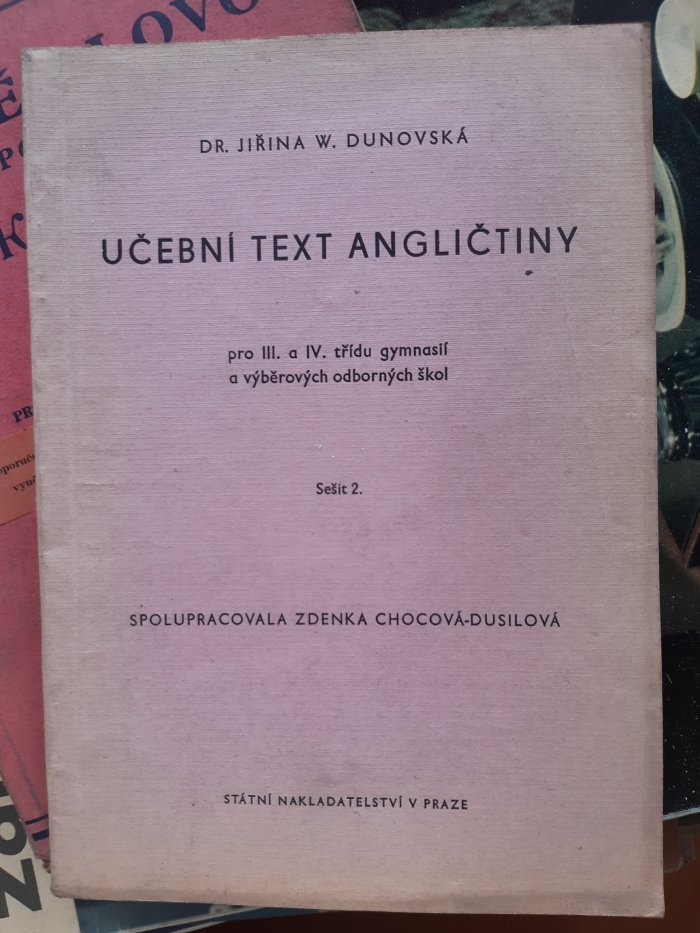 DR. JIŘINA W. DUNOVSKÁ
UČEBNÍ TEXT ANGLIČTINY
pro III. a IV. třídu gymnasií
a výběrových odborných škol
Sešit 2.
SPOLUPRACOVALA ZDENKA CHOCOVÁ-DUSILOVÁ
STÁTNÍ NAKLADATELSTVÍ V PRAZE